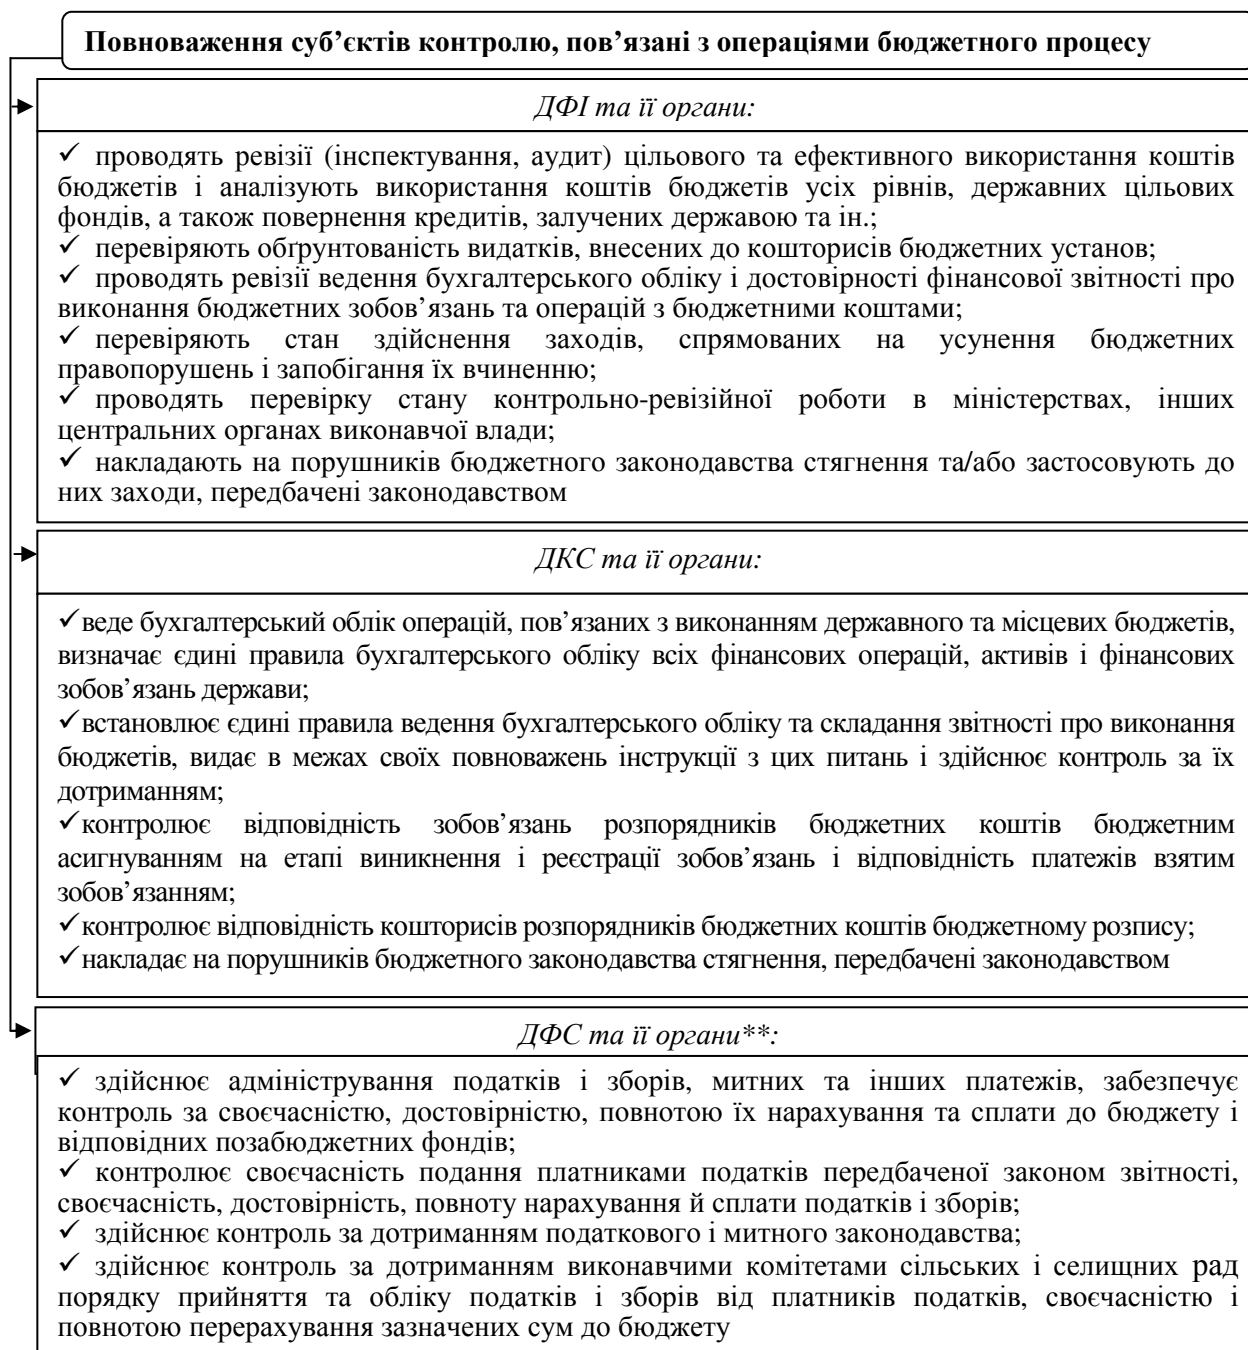 Повноваження суб’єктів контролю, пов’язані з операціями бюджетного процесу
ДФІ та її органи:
✓ проводять ревізії (інспектування, аудит) цільового та ефективного використання коштів
бюджетів і аналізують використання коштів бюджетів усіх рівнів, державних цільових
фондів, а також повернення кредитів, залучених державою та ін.;
✓ перевіряють обґрунтованість видатків, внесених до кошторисів бюджетних установ;
✓ проводять ревізії ведення бухгалтерського обліку і достовірності фінансової звітності про
виконання бюджетних зобов’язань та операцій з бюджетними коштами;
✓ перевіряють стан здійснення заходів, спрямованих на усунення бюджетних
правопорушень і запобігання їх вчиненню;
✓ проводять перевірку стану контрольно-ревізійної роботи в міністерствах, інших
центральних органах виконавчої влади;
✓ накладають на порушників бюджетного законодавства стягнення та/або застосовують до
них заходи, передбачені законодавством
ДКС та її органи:
✓ веде бухгалтерський облік операцій, пов’язаних з виконанням державного та місцевих бюджетів,
визначає єдині правила бухгалтерського обліку всіх фінансових операцій, активів і фінансових
зобов’язань держави;
✓ встановлює єдині правила ведення бухгалтерського обліку та складання звітності про виконання
бюджетів, видає в межах своїх повноважень інструкції з цих питань і здійснює контроль за їх
дотриманням;
✓ контролює відповідність зобов’язань розпорядників бюджетних коштів бюджетним
асигнуванням на етапі виникнення і реєстрації зобов’язань і відповідність платежів взятим
зобов’язанням;
✓ контролює відповідність кошторисів розпорядників бюджетних коштів бюджетному розпису;
✓ накладає на порушників бюджетного законодавства стягнення, передбачені законодавством
ДФС та її органи**:
✓ здійснює адміністрування податків і зборів, митних та інших платежів, забезпечує
контроль за своєчасністю, достовірністю, повнотою їх нарахування та сплати до бюджету і
відповідних позабюджетних фондів;
✓ контролює своєчасність подання платниками податків передбаченої законом звітності,
своєчасність, достовірність, повноту нарахування й сплати податків і зборів;
✓ здійснює контроль за дотриманням податкового і митного законодавства;
✓ здійснює контроль за дотриманням виконавчими комітетами сільських і селищних рад
порядку прийняття та обліку податків і зборів від платників податків, своєчасністю і
повнотою перерахування зазначених сум до бюджету